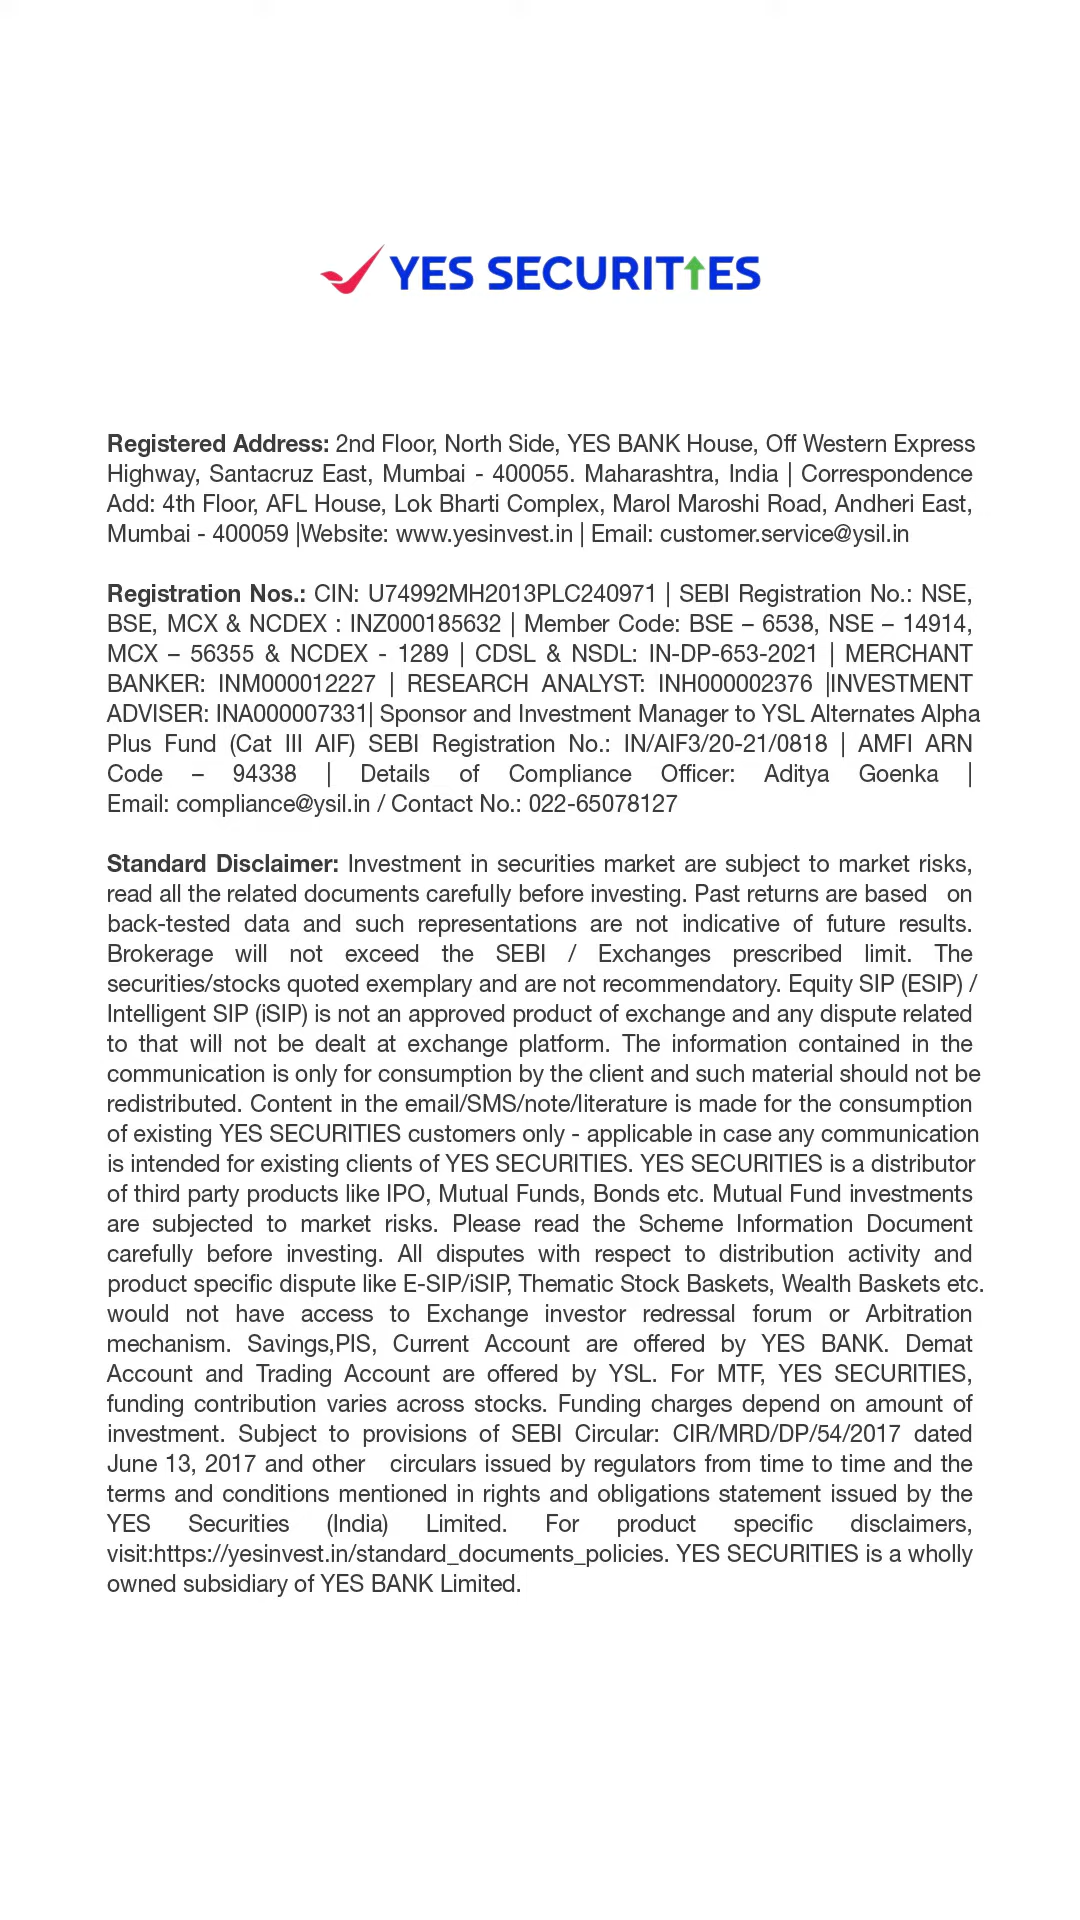 YES SECURITIES
Registered Address: 2nd Floor, North Side, YES BANK House, Off Western Express
Highway, Santacruz East, Mumbai - 400055. Maharashtra, India | Correspondence
Add: 4th Floor, AFL House, Lok Bharti Complex, Marol Maroshi Road, Andheri East,
Mumbai - 400059 |Website: www.yesinvest.in | Email: customer.service@ysil.in
Registration Nos.: CIN: U74992MH2013PLC240971 | SEBI Registration No.: NSE,
BSE, MCX & NCDEX : INZ000185632 | Member Code: BSE – 6538, NSE – 14914,
MCX – 56355 & NCDEX - 1289 | CDSL & NSDL: IN-DP-653-2021 | MERCHANT
BANKER: INM000012227 | RESEARCH ANALYST: INH000002376 |INVESTMENT
ADVISER: INA000007331| Sponsor and Investment Manager to YSL Alternates Alpha
Plus Fund (Cat III AIF) SEBI Registration No.: IN/AIF3/20-21/0818 | AMFI ARN
Code – 94338 | Details of Compliance Officer: Aditya Goenka |
Email: compliance@ysil.in / Contact No.: 022-65078127
Standard Disclaimer: Investment in securities market are subject to market risks,
read all the related documents carefully before investing. Past returns are based on
back-tested data and such representations are not indicative of future results.
Brokerage will not exceed the SEBI / Exchanges prescribed limit. The
securities/stocks quoted exemplary and are not recommendatory. Equity SIP (ESIP) /
Intelligent SIP (iSIP) is not an approved product of exchange and any dispute related
to that will not be dealt at exchange platform. The information contained in the
communication is only for consumption by the client and such material should not be
redistributed. Content in the email/SMS/note/literature is made for the consumption
of existing YES SECURITIES customers only - applicable in case any communication
is intended for existing clients of YES SECURITIES. YES SECURITIES is a distributor
of third party products like IPO, Mutual Funds, Bonds etc. Mutual Fund investments
are subjected to market risks. Please read the Scheme Information Document
carefully before investing. All disputes with respect to distribution activity and
product specific dispute like E-SIP/iSIP, Thematic Stock Baskets, Wealth Baskets etc.
would not have access to Exchange investor redressal forum or Arbitration
mechanism. Savings,PIS, Current Account are offered by YES BANK. Demat
Account and Trading Account are offered by YSL. For MTF, YES SECURITIES,
funding contribution varies across stocks. Funding charges depend on amount of
investment. Subject to provisions of SEBI Circular: CIR/MRD/DP/54/2017 dated
June 13, 2017 and other circulars issued by regulators from time to time and the
terms and conditions mentioned in rights and obligations statement issued by the
YES Securities (India) Limited. For product specific disclaimers,
visit:https://yesinvest.in/standard_documents_policies. YES SECURITIES is a wholly
owned subsidiary of YES BANK Limited.